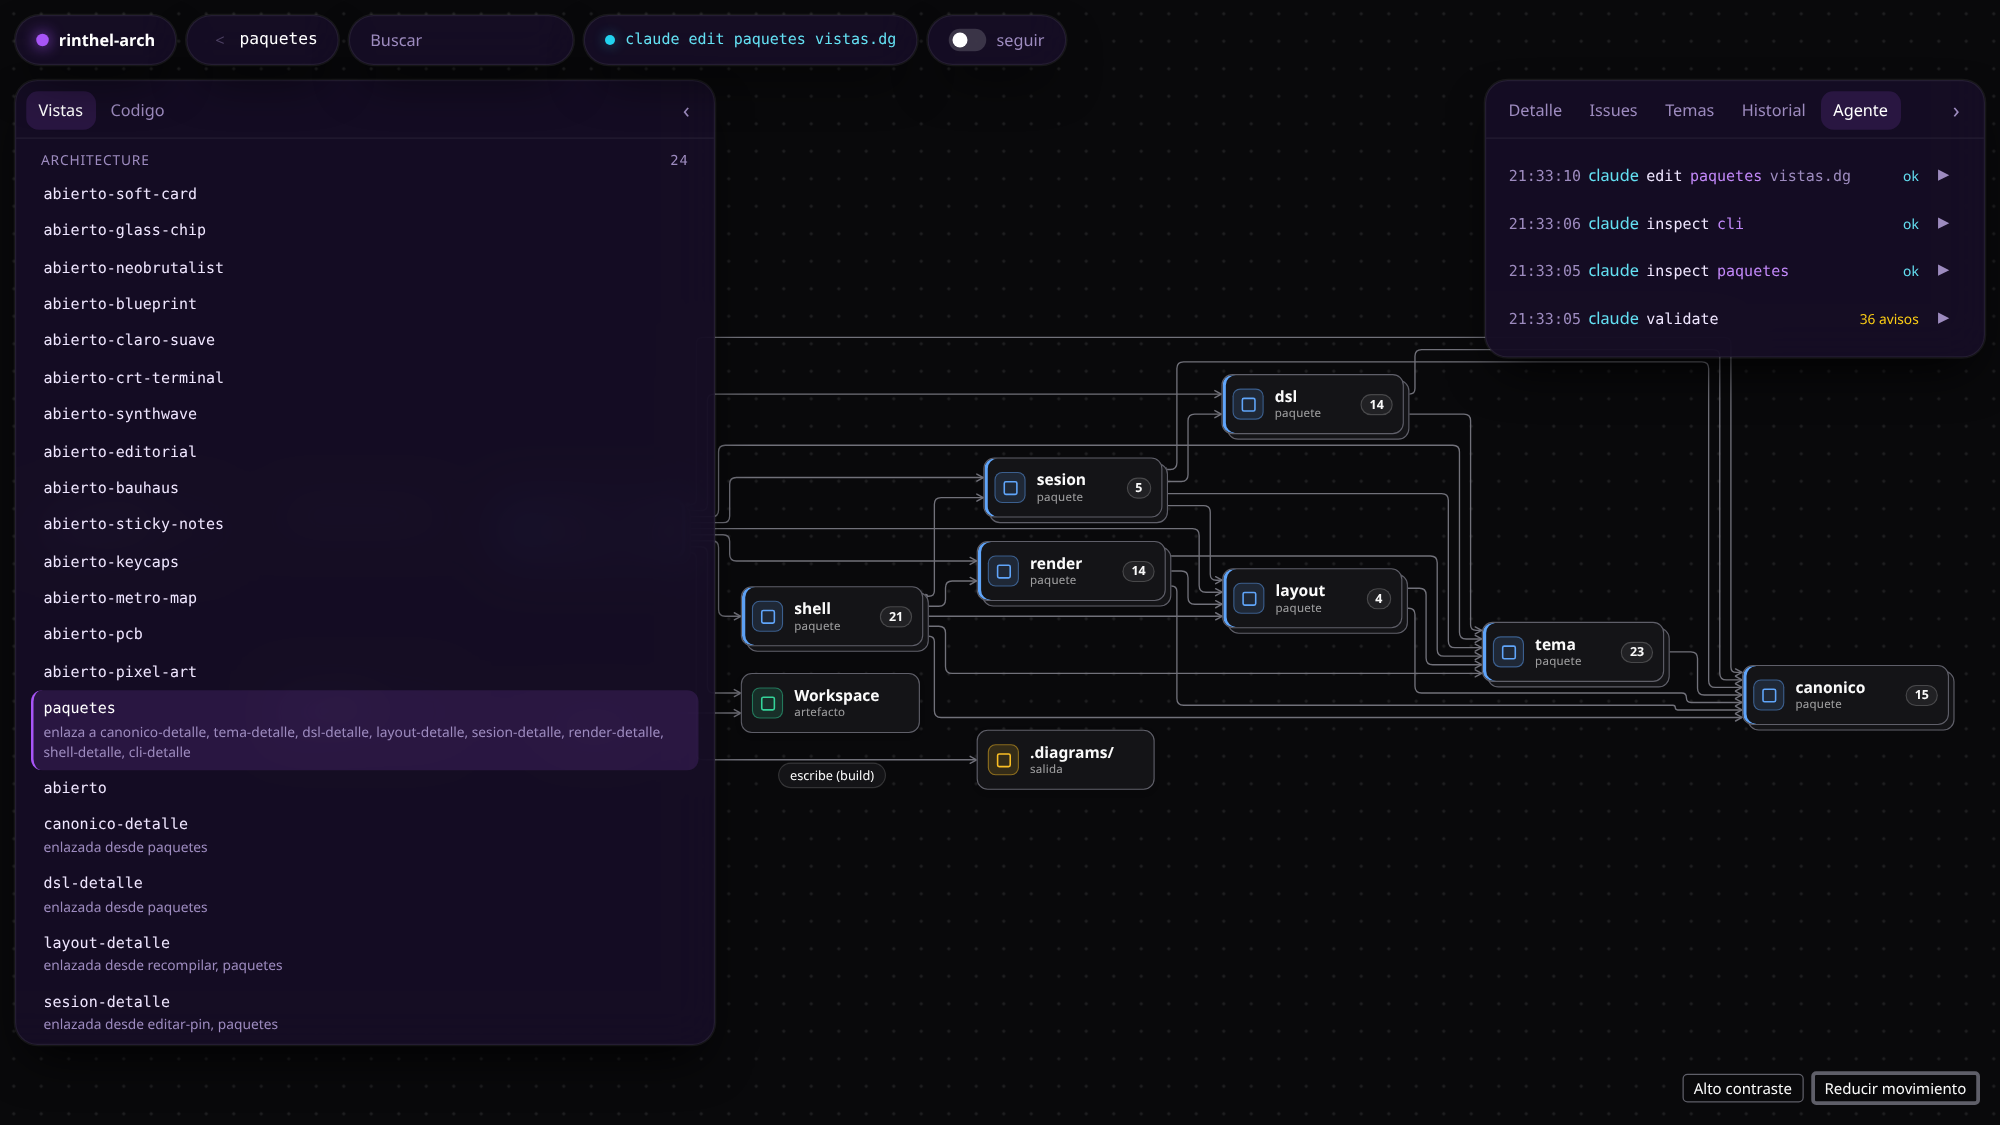 rinthel-arch
< paquetes
Buscar
claude edit paquetes vistas.dg
seguir
Vistas
Codigo
‹
ARCHITECTURE
24
abierto-soft-card
abierto-glass-chip
abierto-neobrutalist
abierto-blueprint
abierto-claro-suave
abierto-crt-terminal
abierto-synthwave
abierto-editorial
abierto-bauhaus
abierto-sticky-notes
abierto-keycaps
abierto-metro-map
abierto-pcb
abierto-pixel-art
paquetes
enlaza a canonico-detalle, tema-detalle, dsl-detalle, layout-detalle, sesion-detalle, render-detalle,
shell-detalle, cli-detalle
abierto
canonico-detalle
enlazada desde paquetes
dsl-detalle
enlazada desde paquetes
layout-detalle
enlazada desde recompilar, paquetes
sesion-detalle
enlazada desde editar-pin, paquetes
Detalle
Issues
Temas
Historial
Agente
›
21:33:10 claude edit paquetes vistas.dg ok
21:33:06 claude inspect cli ok
21:33:05 claude inspect paquetes ok
21:33:05 claude validate 36 avisos
dsl
paquete
14
sesion
paquete
5
render
paquete
14
layout
paquete
4
shell
paquete
21
tema
paquete
23
canonico
paquete
15
Workspace
artefacto
.diagrams/
salida
escribe (build)
Alto contraste
Reducir movimiento